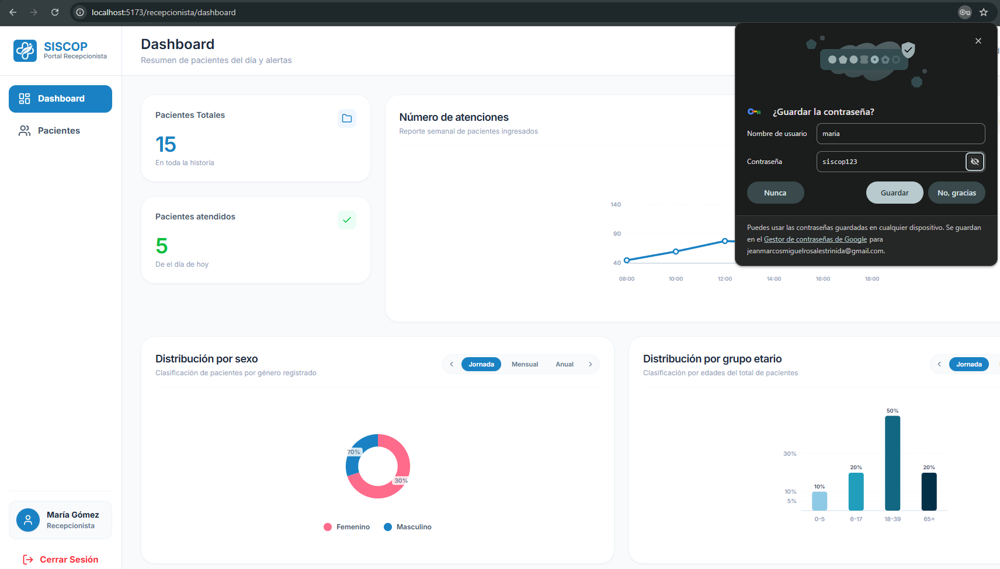 localhost:5173/recepcionista/dashboard
SISCOP
Portal Recepcionista
Dashboard
Pacientes
María Gómez
Recepcionista
Cerrar Sesión
Dashboard
Resumen de pacientes del día y alertas
Pacientes Totales
15
En toda la historia
Pacientes atendidos
5
De el día de hoy
Número de atenciones
Reporte semanal de pacientes ingresados
140
90
40
08:00
10:00
12:00
14:00
16:00
18:00
¿Guardar la contraseña?
Nombre de usuario
maria
Contraseña
siscop123
Nunca
Guardar
No, gracias
Puedes usar las contraseñas guardadas en cualquier dispositivo. Se guardan
en el Gestor de contraseñas de Google para
jeanmarcosmiguelrosalestrinida@gmail.com.
Distribución por sexo
Clasificación de pacientes por género registrado
Jornada
Mensual
Anual
70%
30%
Femenino
Masculino
Distribución por grupo etario
Clasificación por edades del total de pacientes
Jornada
50%
30%
20%
20%
10%
10%
5%
0-5
6-17
18-39
65+